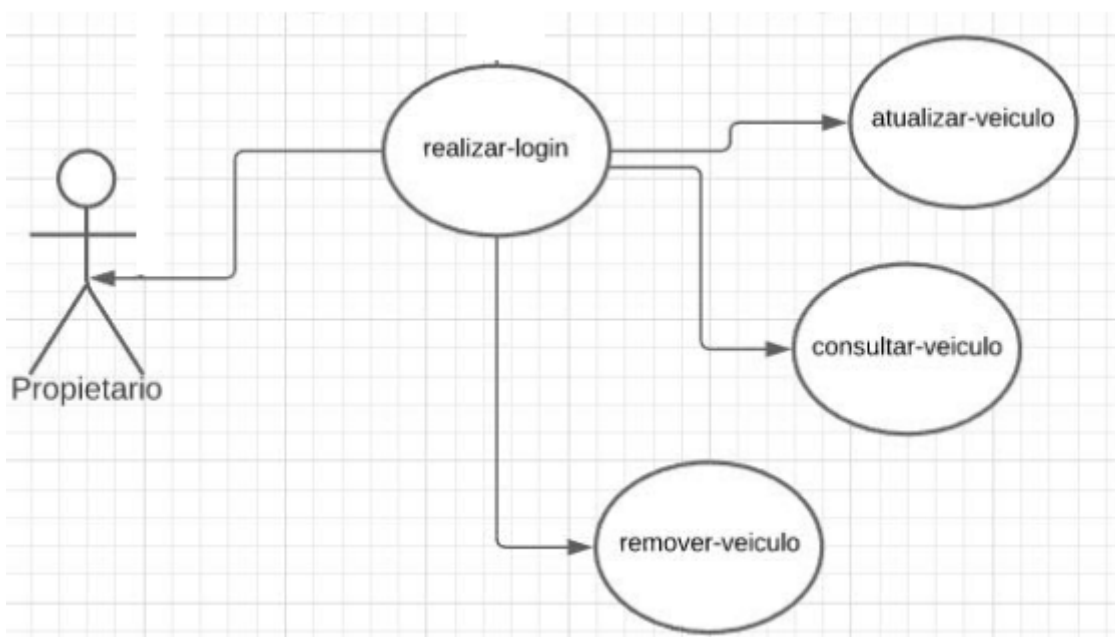 atualizar-veiculo
realizar-login
consultar-veiculo
Propietario
remover-veiculo